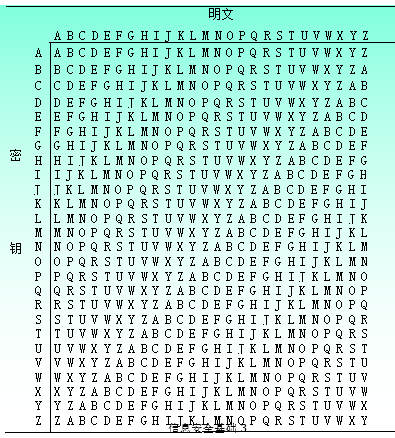 明文
A B C D E F G H I J K L M N O P Q R S T U V W X Y Z
A A B C D E F G H I J K L M N O P Q R S T U V W X Y Z
B B C D E F G H I J K L M N O P Q R S T U V W X Y Z A
C C D E F G H I J K L M N O P Q R S T U V W X Y Z A B
D D E F G H I J K L M N O P Q R S T U V W X Y Z A B C
E E F G H I J K L M N O P Q R S T U V W X Y Z A B C D
F F G H I J K L M N O P Q R S T U V W X Y Z A B C D E
G G H I J K L M N O P Q R S T U V W X Y Z A B C D E F
密
H H I J K L M N O P Q R S T U V W X Y Z A B C D E F G
I I J K L M N O P Q R S T U V W X Y Z A B C D E F G H
J J K L M N O P Q R S T U V W X Y Z A B C D E F G H I
K K L M N O P Q R S T U V W X Y Z A B C D E F G H I J
L L M N O P Q R S T U V W X Y Z A B C D E F G H I J K
M M N O P Q R S T U V W X Y Z A B C D E F G H I J K L
钥 N N O P Q R S T U V W X Y Z A B C D E F G H I J K L M
O O P Q R S T U V W X Y Z A B C D E F G H I J K L M N
P P Q R S T U V W X Y Z A B C D E F G H I J K L M N O
Q Q R S T U V W X Y Z A B C D E F G H I J K L M N O P
R R S T U V W X Y Z A B C D E F G H I J K L M N O P Q
S S T U V W X Y Z A B C D E F G H I J K L M N O P Q R
T T U V W X Y Z A B C D E F G H I J K L M N O P Q R S
U U V W X Y Z A B C D E F G H I J K L M N O P Q R S T
V V W X Y Z A B C D E F G H I J K L M N O P Q R S T U
W W X Y Z A B C D E F G H I J K L M N O P Q R S T U V
X X Y Z A B C D E F G H I J K L M N O P Q R S T U V W
Y Y Z A B C D E F G H I J K L M N O P Q R S T U V W X
Z Z A B C D E F G H I J K L M N O P Q R S T U V W X Y
信息安全基础 3